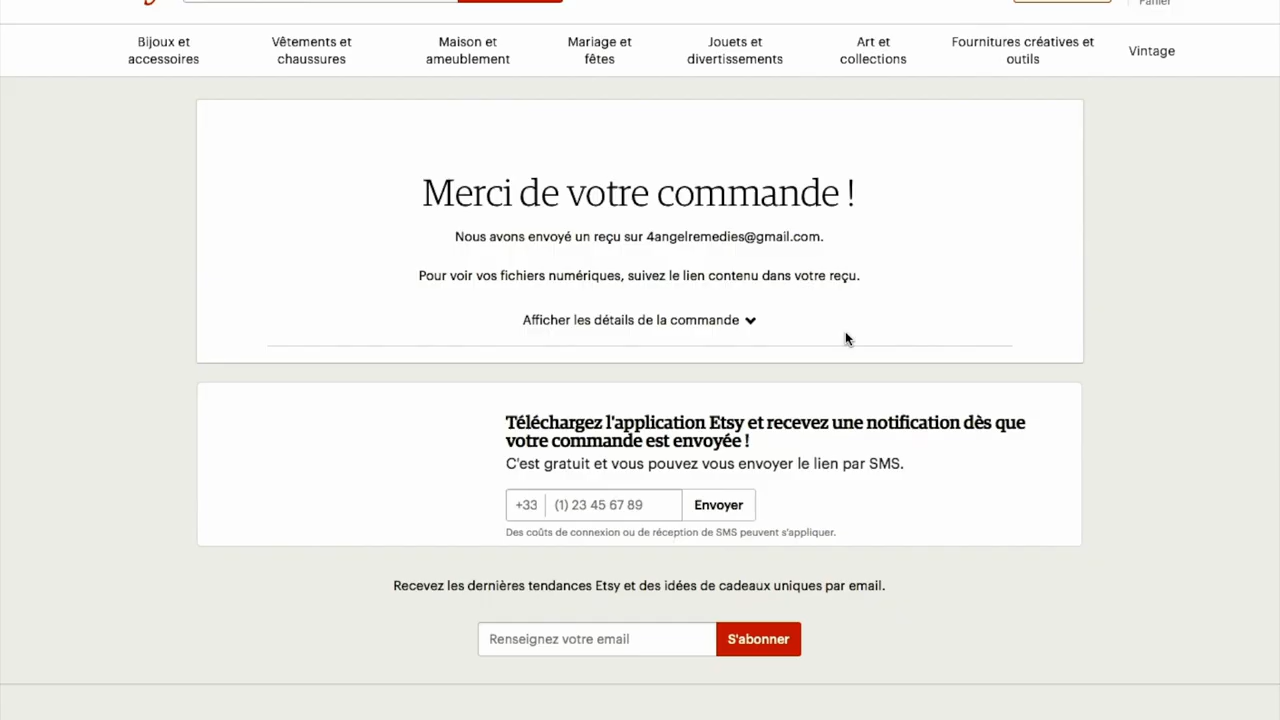 Panier
Bijoux et accessoires
Vêtements et chaussures
Maison et ameublement
Mariage et fêtes
Jouets et divertissements
Art et collections
Fournitures créatives et outils
Vintage
Merci de votre commande !
Nous avons envoyé un reçu sur 4angelremedies@gmail.com.
Pour voir vos fichiers numériques, suivez le lien contenu dans votre reçu.
Afficher les détails de la commande
Téléchargez l'application Etsy et recevez une notification dès que
votre commande est envoyée !
C'est gratuit et vous pouvez vous envoyer le lien par SMS.
+33 (1) 23 45 67 89 Envoyer
Des coûts de connexion ou de réception de SMS peuvent s'appliquer.
Recevez les dernières tendances Etsy et des idées de cadeaux uniques par email.
Renseignez votre email S'abonner